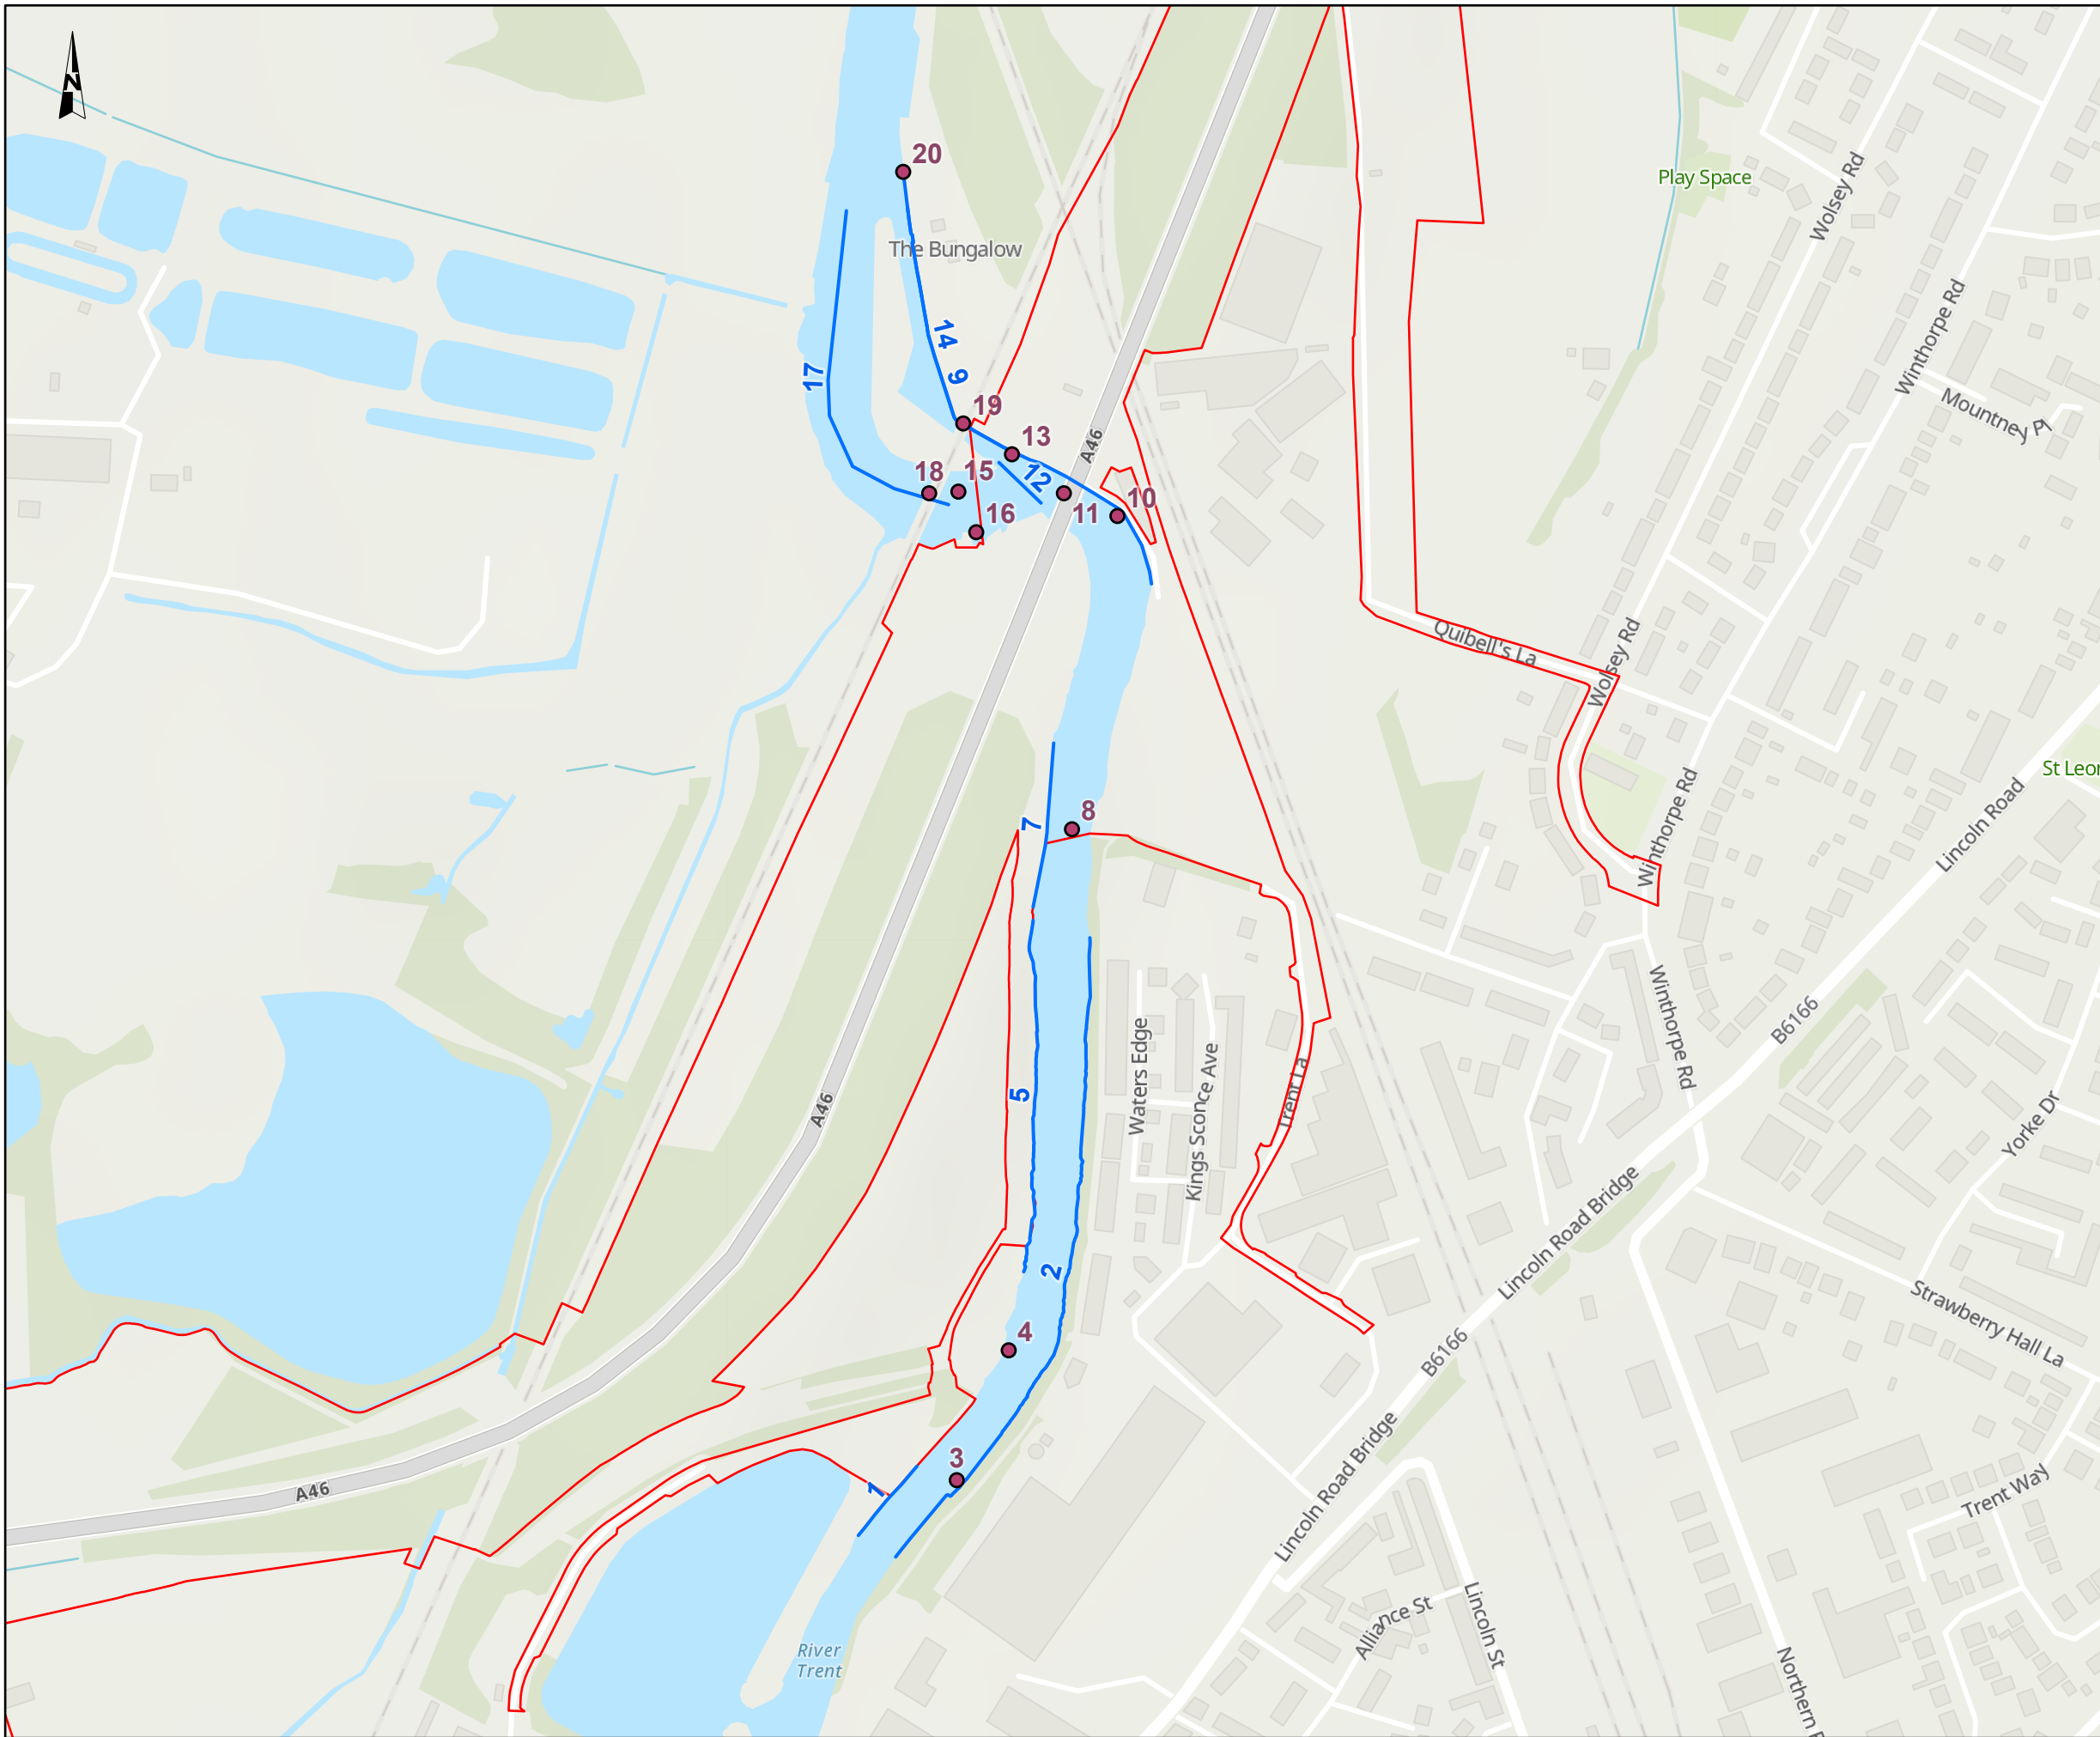 N
20
Play Space
Wolsey Rd
The Bungalow
Winthorpe Rd
14
9
17
Mountney Pl
19
13
A46
18
15
12
10
16
11
Quibell's La
Wolsey Rd
St Leon
Winthorpe Rd
Lincoln Road
8
7
Winthorpe Rd
B6166
Waters Edge
Kings Sconce Ave
Trent La
5
A46
Yorke Dr
Lincoln Road Bridge
2
Strawberry Hall La
4
B6166
3
Lincoln Road Bridge
1
A46
Trent Way
Alliance St
Lincoln St
River
Trent
Northern